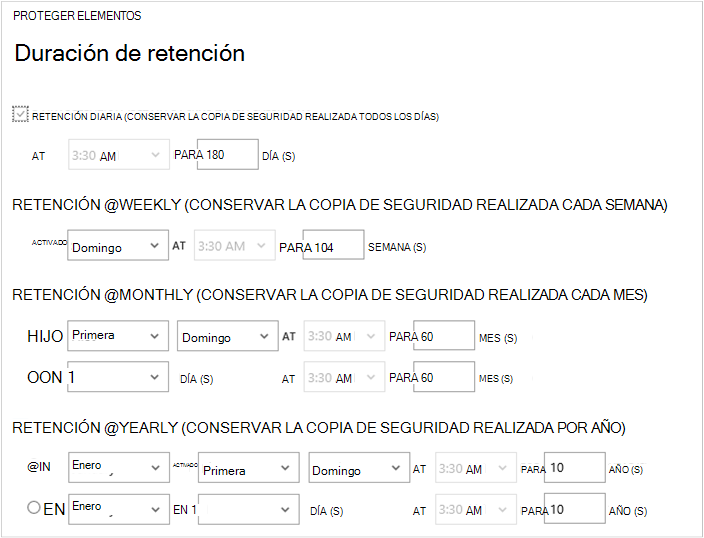 PROTEGER ELEMENTOS
Duración de retención
RETENCIÓN DIARIA (CONSERVAR LA COPIA DE SEGURIDAD REALIZADA TODOS LOS DÍAS)
AT 3:30 AM PARA 180 DÍA (S)
RETENCIÓN @WEEKLY (CONSERVAR LA COPIA DE SEGURIDAD REALIZADA CADA SEMANA)
ACTIVADO Domingo AT 3:30 AM PARA 104 SEMANA (S)
RETENCIÓN @MONTHLY (CONSERVAR LA COPIA DE SEGURIDAD REALIZADA CADA MES)
HIJO Primera Domingo AT 3:30 AM PARA 60 MES (S)
OON 1 DÍA (S) AT 3:30 AM PARA 60 MES (S)
RETENCIÓN @YEARLY (CONSERVAR LA COPIA DE SEGURIDAD REALIZADA POR AÑO)
@IN Enero ACTIVADO Primera Domingo AT 3:30 AM PARA 10 AÑO (S)
EN Enero EN 1 DÍA (S) AT 3:30 AM PARA 10 AÑO (S)